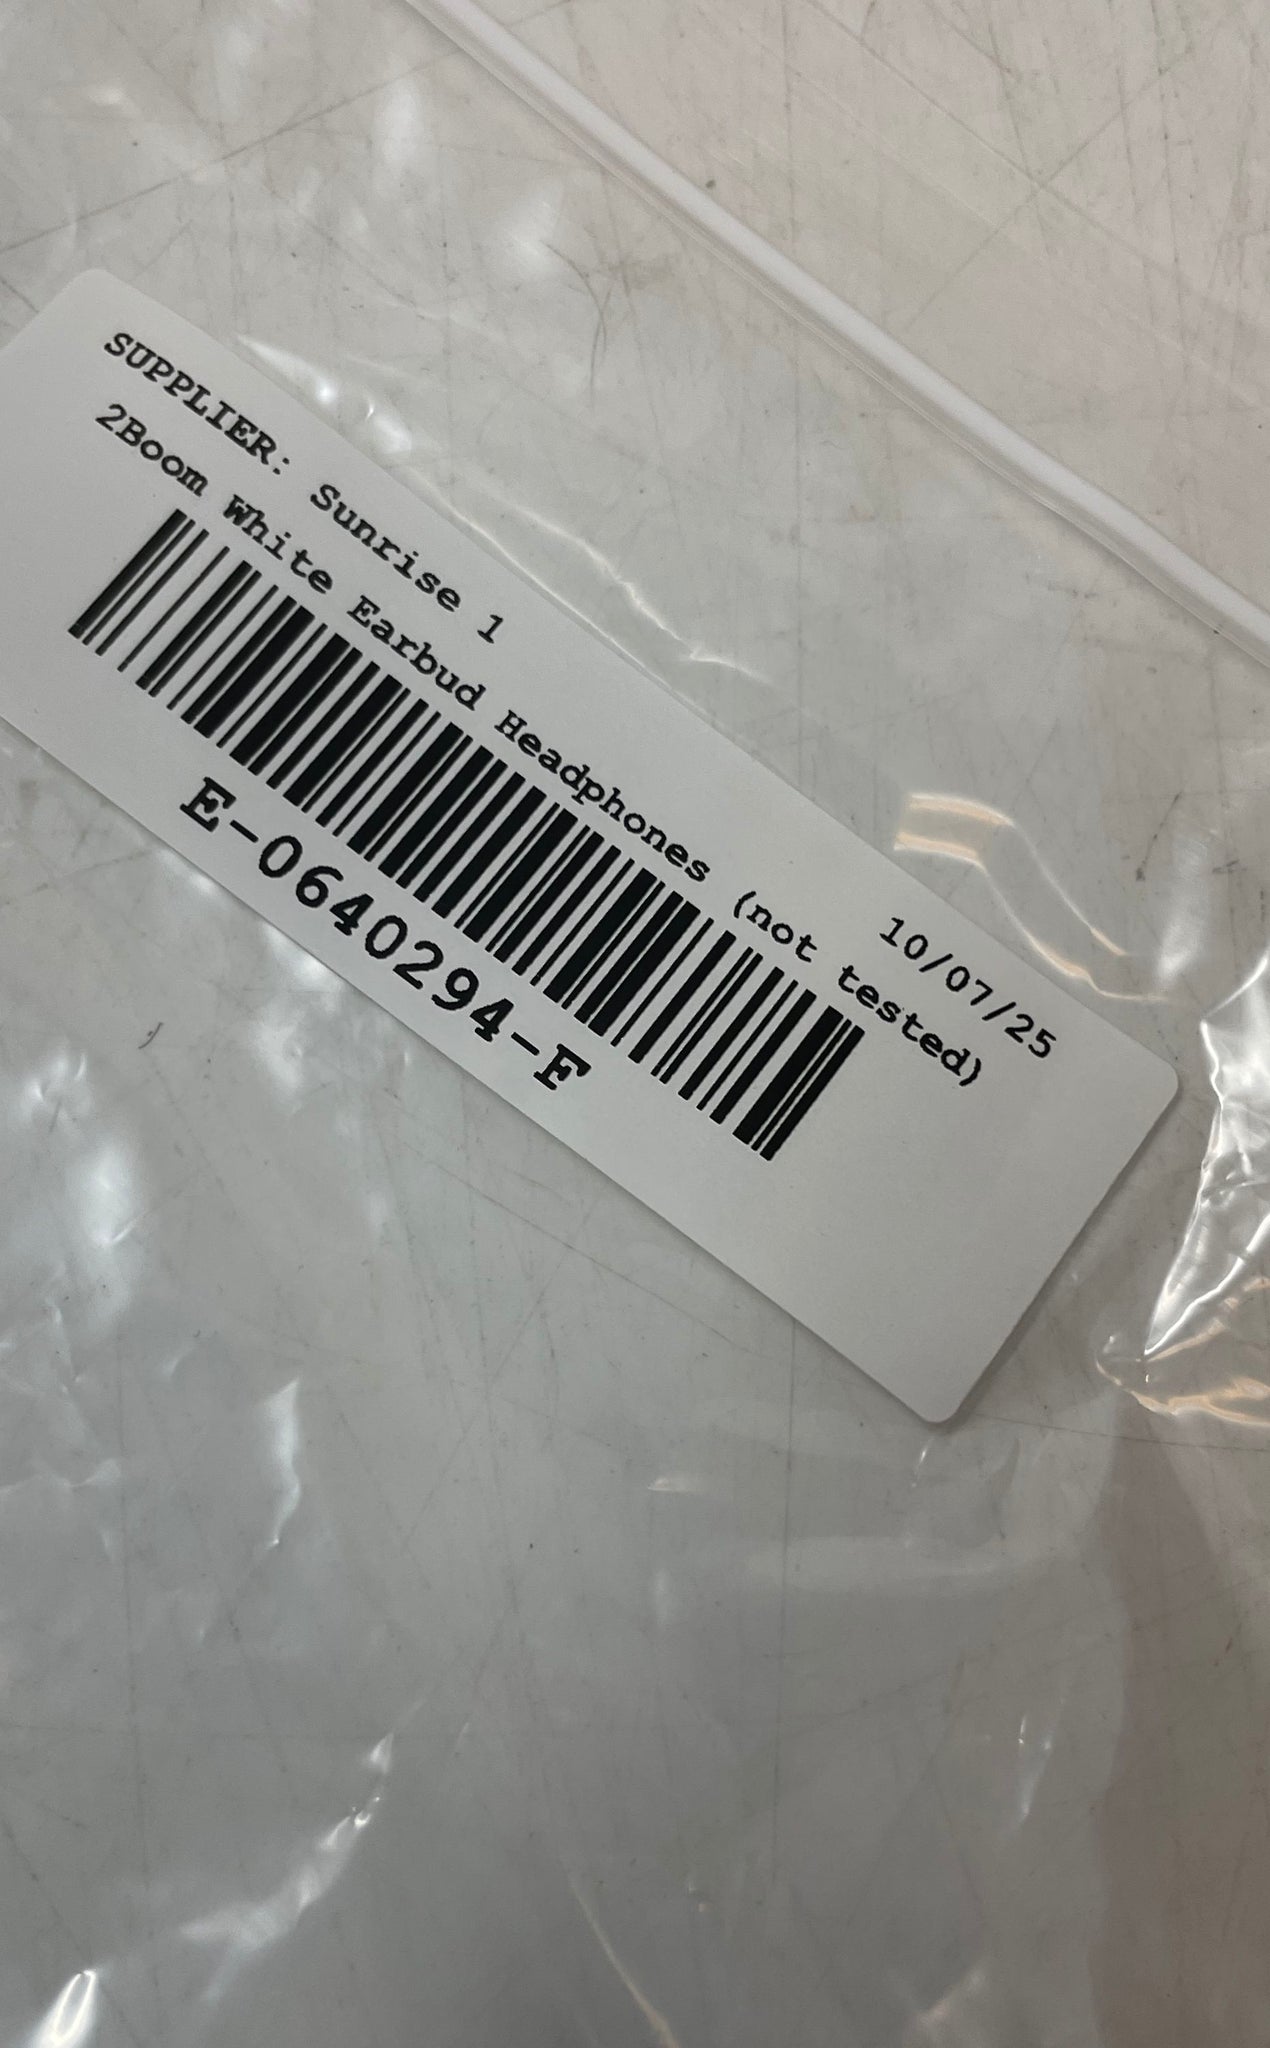 SUPPLIER: Sunrise 1 10/07/25
2Boom White Earbud Headphones (not tested)
E-0640294-F